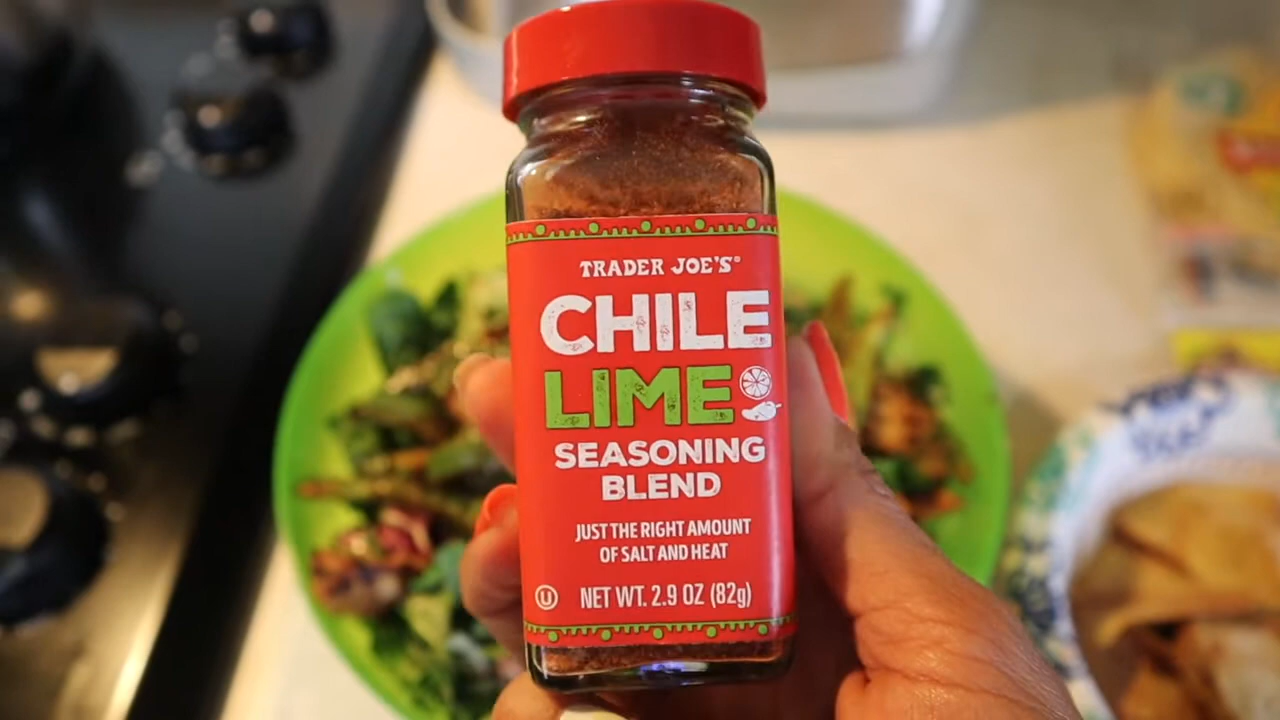 TRADER JOE'S®
CHILE
LIME
SEASONING
BLEND
JUST THE RIGHT AMOUNT
OF SALT AND HEAT
U NET WT. 2.9 OZ (82g)